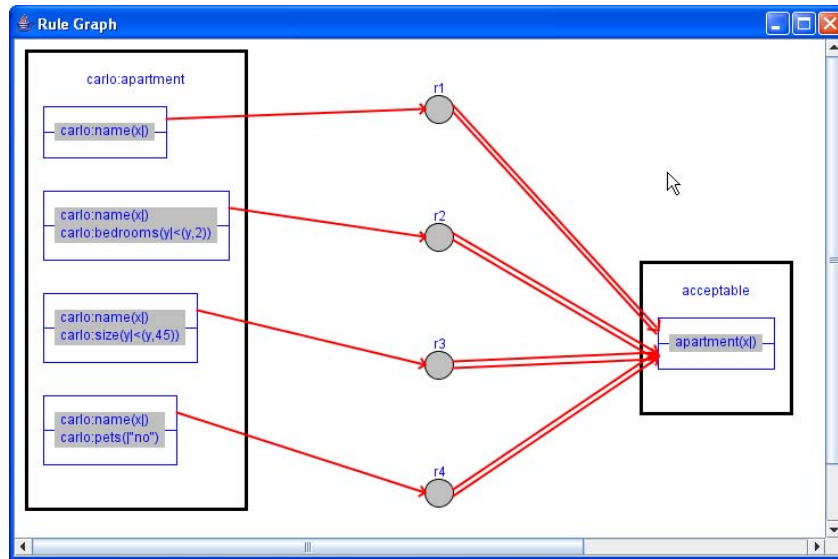 Rule Graph
carlo:apartment
carlo:name(x|)
carlo:name(x|)
carlo:bedrooms(y|<(y,2))
carlo:name(x|)
carlo:size(y|<(y,45))
carlo:name(x|)
carlo:pets(|"no")
r1
r2
r3
r4
acceptable
apartment(x|)